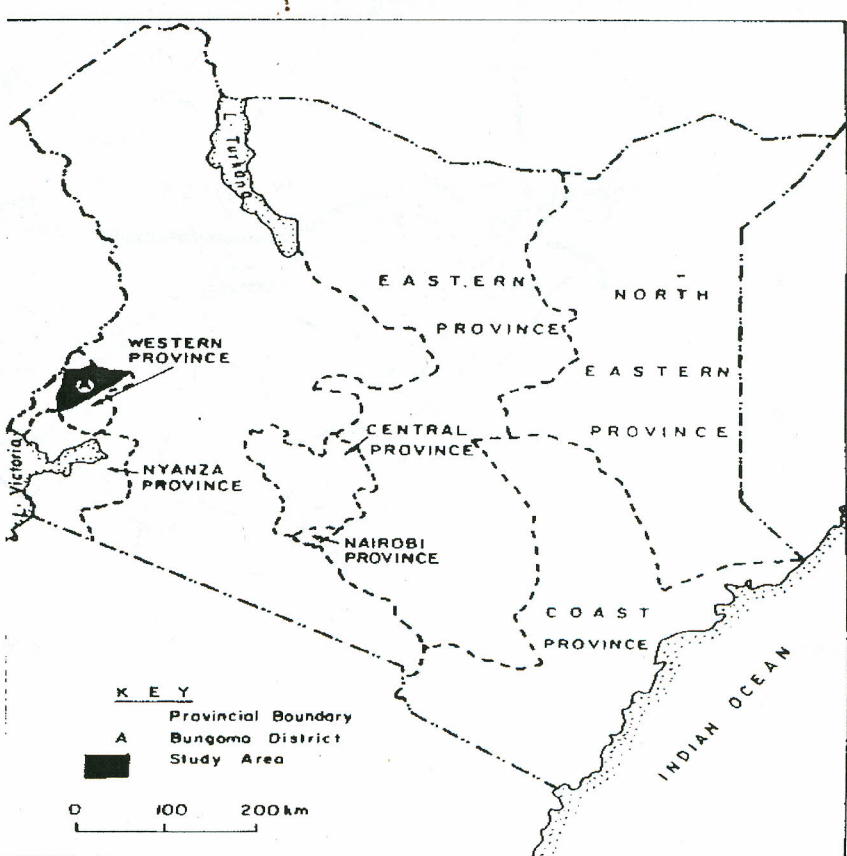 L. Turkana
EASTERN
PROVINCE
NORTH
EASTERN
PROVINCE
WESTERN
PROVINCE
A
CENTRAL
PROVINCE
L. Victoria
NYANZA
PROVINCE
NAIROBI
PROVINCE
COAST
PROVINCE
INDIAN OCEAN
KEY
Provincial Boundary
A Bungoma District
Study Area
0 100 200 km